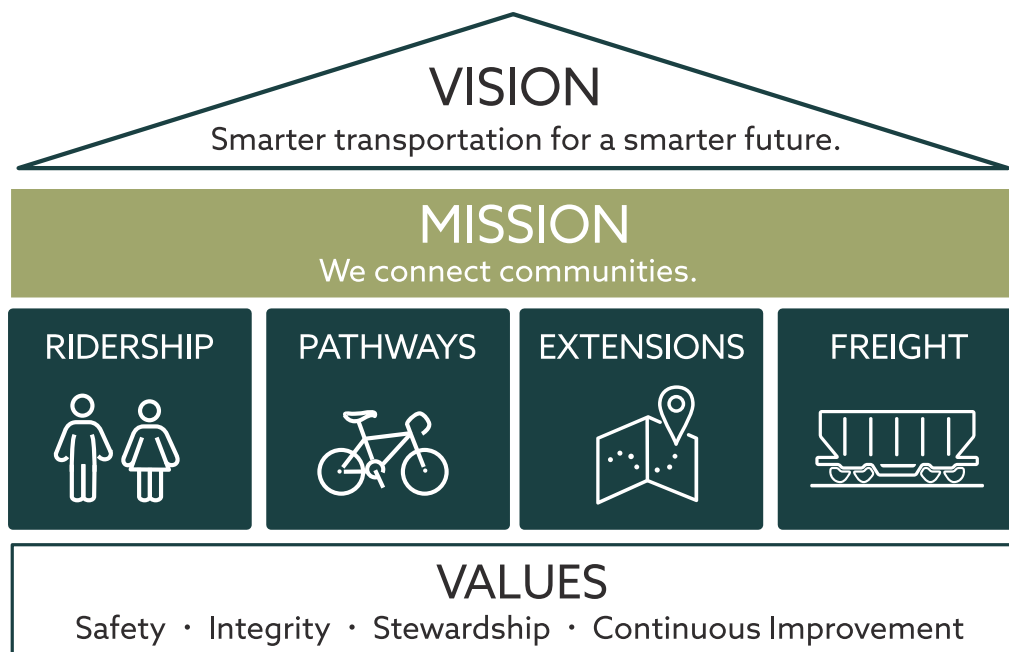 VISION
Smarter transportation for a smarter future.
MISSION
We connect communities.
RIDERSHIP
PATHWAYS
EXTENSIONS
FREIGHT
VALUES
Safety · Integrity · Stewardship · Continuous Improvement